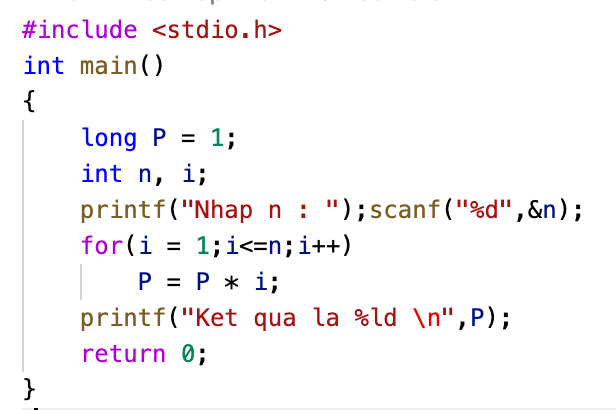 #include <stdio.h>
int main()
{
    long P = 1;
    int n, i;
    printf("Nhap n : ");scanf("%d",&n);
    for(i = 1;i<=n;i++)
        P = P * i;
    printf("Ket qua la %ld \n",P);
    return 0;
}